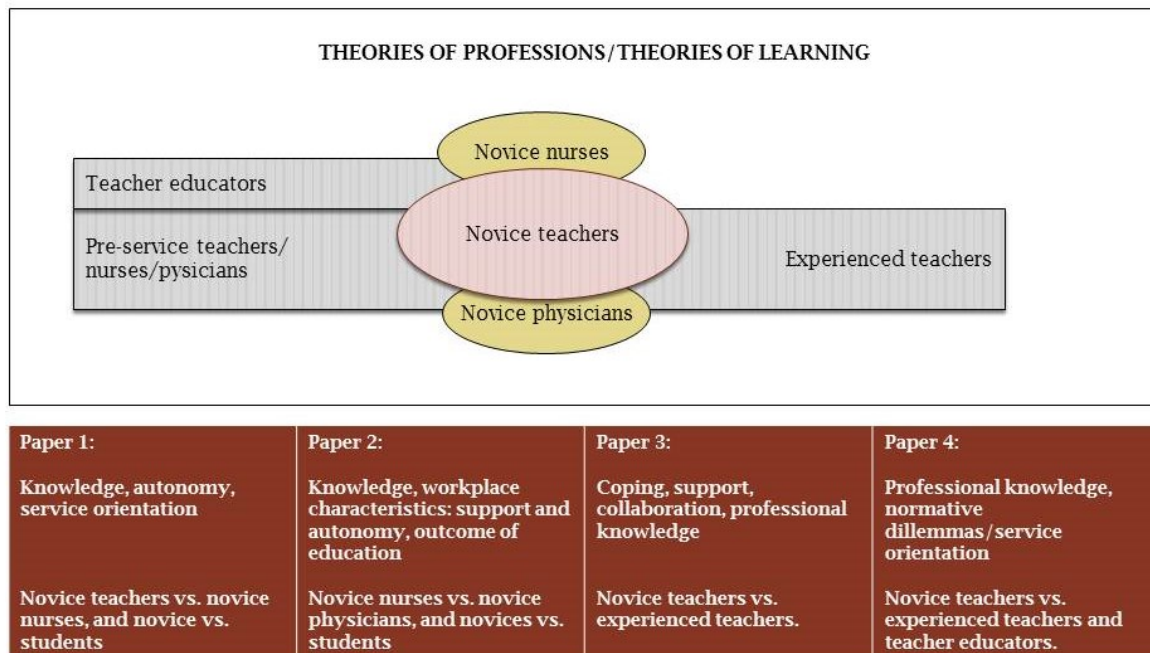 THEORIES OF PROFESSIONS/THEORIES OF LEARNING
Novice nurses
Teacher educators
Novice teachers
Pre-service teachers/
nurses/pysicians
Experienced teachers
Novice physicians
Paper 1:
Knowledge, autonomy,
service orientation
Novice teachers vs. novice
nurses, and novice vs.
students
Paper 2:
Knowledge, workplace
characteristics: support and
autonomy, outcome of
education
Novice nurses vs. novice
physicians, and novices vs.
students
Paper 3:
Coping, support,
collaboration, professional
knowledge
Novice teachers vs.
experienced teachers.
Paper 4:
Professional knowledge,
normative
dillemmas/service
orientation
Novice teachers vs.
experienced teachers and
teacher educators.